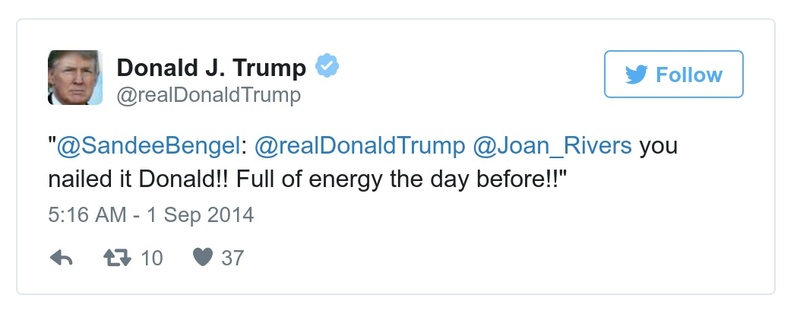 Donald J. Trump
@realDonaldTrump
Follow
"@SandeeBengel: @realDonaldTrump @Joan_Rivers you
nailed it Donald!! Full of energy the day before!!"
5:16 AM - 1 Sep 2014
10 37